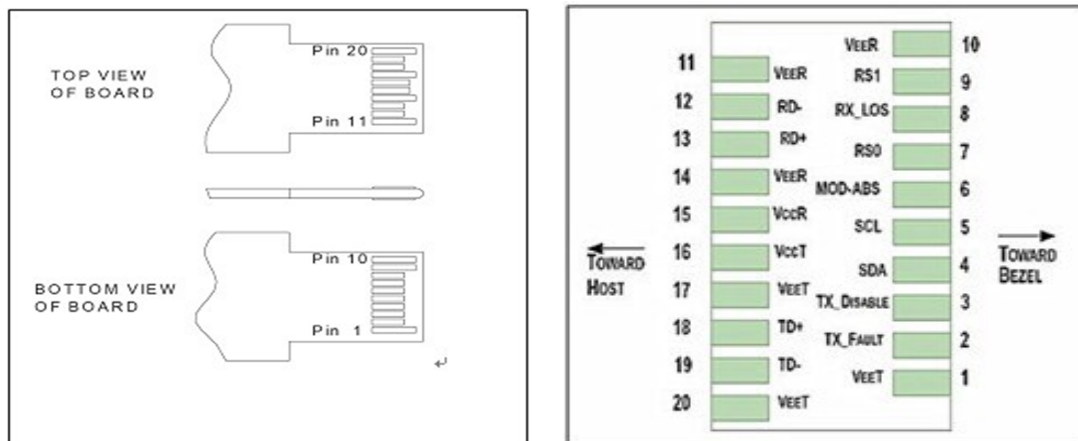 Pin 20
TOP VIEW
OF BOARD
Pin 11
Pin 10
BOTTOM VIEW
OF BOARD
Pin 1
VEER 10
11 VEER
RS1 9
12 RD-
RX_LOS 8
13 RD+
RS0 7
14 VEER
MOD-ABS 6
15 VCCR
SCL 5
16 VCCT
TOWARD
HOST
TOWARD
BEZEL
SDA 4
17 VEET
TX_DISABLE 3
18 TD+
TX_FAULT 2
19 TD-
VEET 1
20 VEET